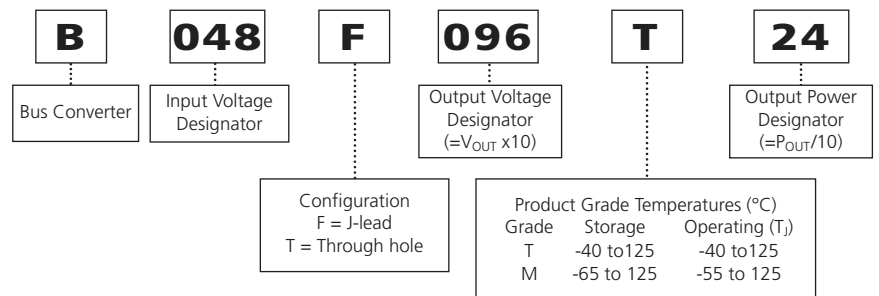 B 048 F 096 T 24
Bus Converter
Input Voltage
Designator
Output Voltage
Designator
(=VOUT x10)
Output Power
Designator
(=POUT/10)
Configuration
F = J-lead
T = Through hole
Product Grade Temperatures (°C)
Grade Storage Operating (TJ)
T -40 to125 -40 to125
M -65 to 125 -55 to 125